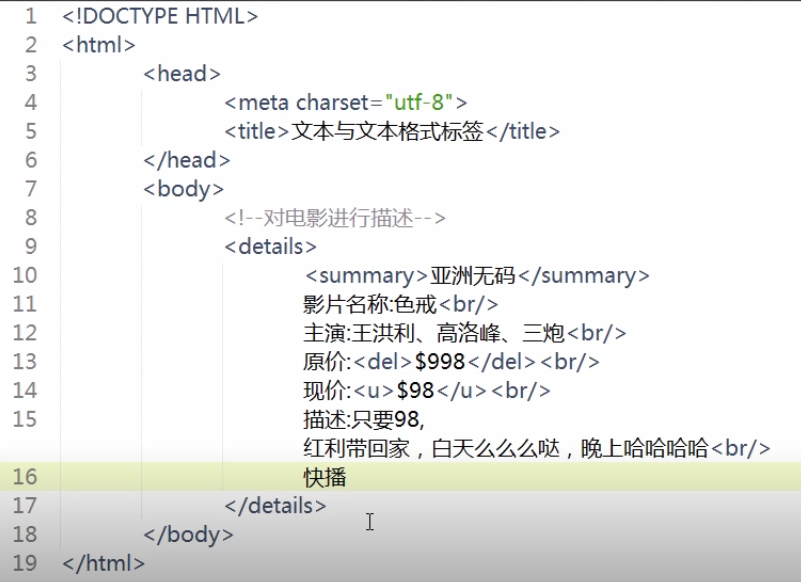 1 <!DOCTYPE HTML>
2 <html>
3 <head>
4 <meta charset="utf-8">
5 <title>文本与文本格式标签</title>
6 </head>
7 <body>
8 <!--对电影进行描述-->
9 <details>
10 <summary>亚洲无码</summary>
11 影片名称:色戒<br/>
12 主演:王洪利、高洛峰、三炮<br/>
13 原价:<del>$998</del><br/>
14 现价:<u>$98</u><br/>
15 描述:只要98,
红利带回家，白天么么么哒，晚上哈哈哈哈<br/>
16 快播
17 </details>
18 </body>
19 </html>